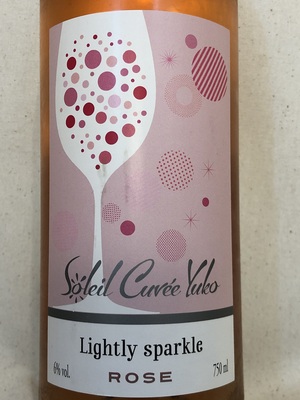 Soleil Cuvée Yuko
Lightly sparkle
6% vol. ROSE 750 ml